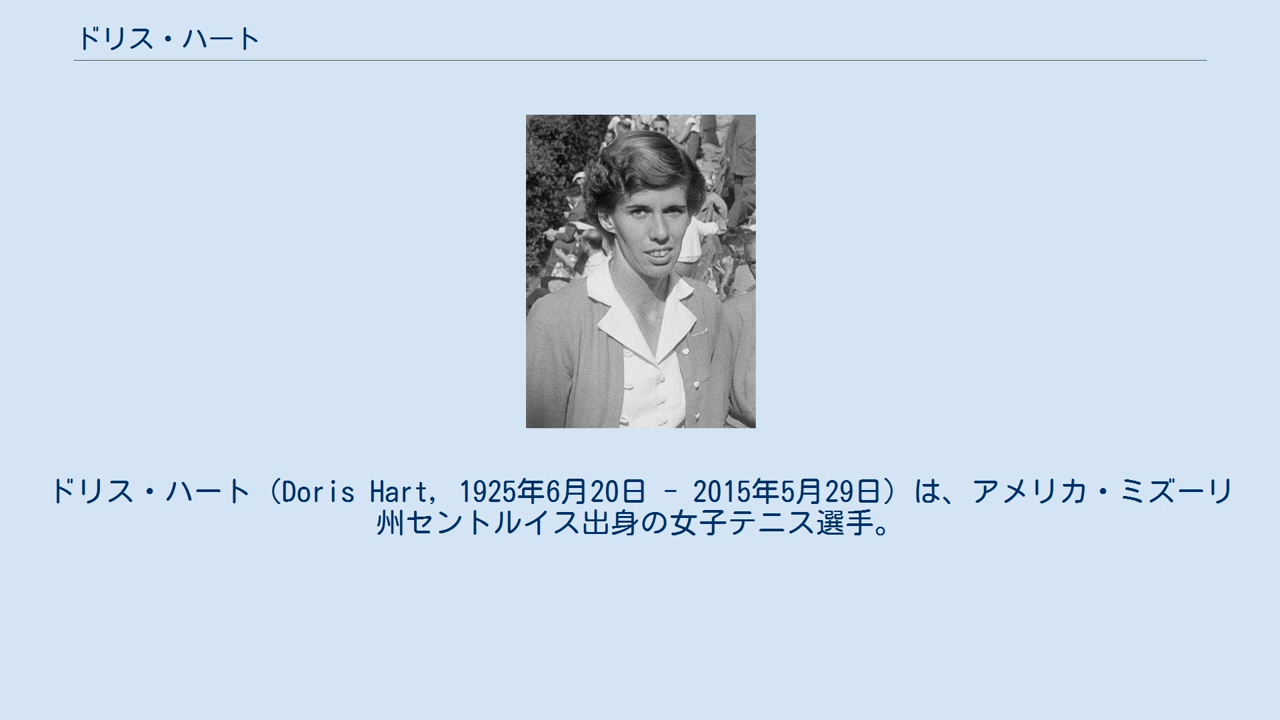 ドリス・ハート
ドリス・ハート（Doris Hart, 1925年6月20日 - 2015年5月29日）は、アメリカ・ミズーリ
州セントルイス出身の女子テニス選手。